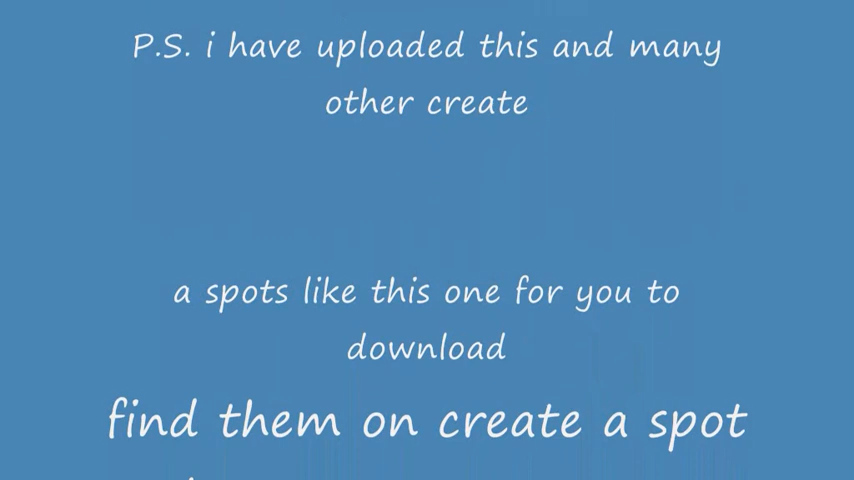 P.S. i have uploaded this and many
other create
a spots like this one for you to
download
find them on create a spot